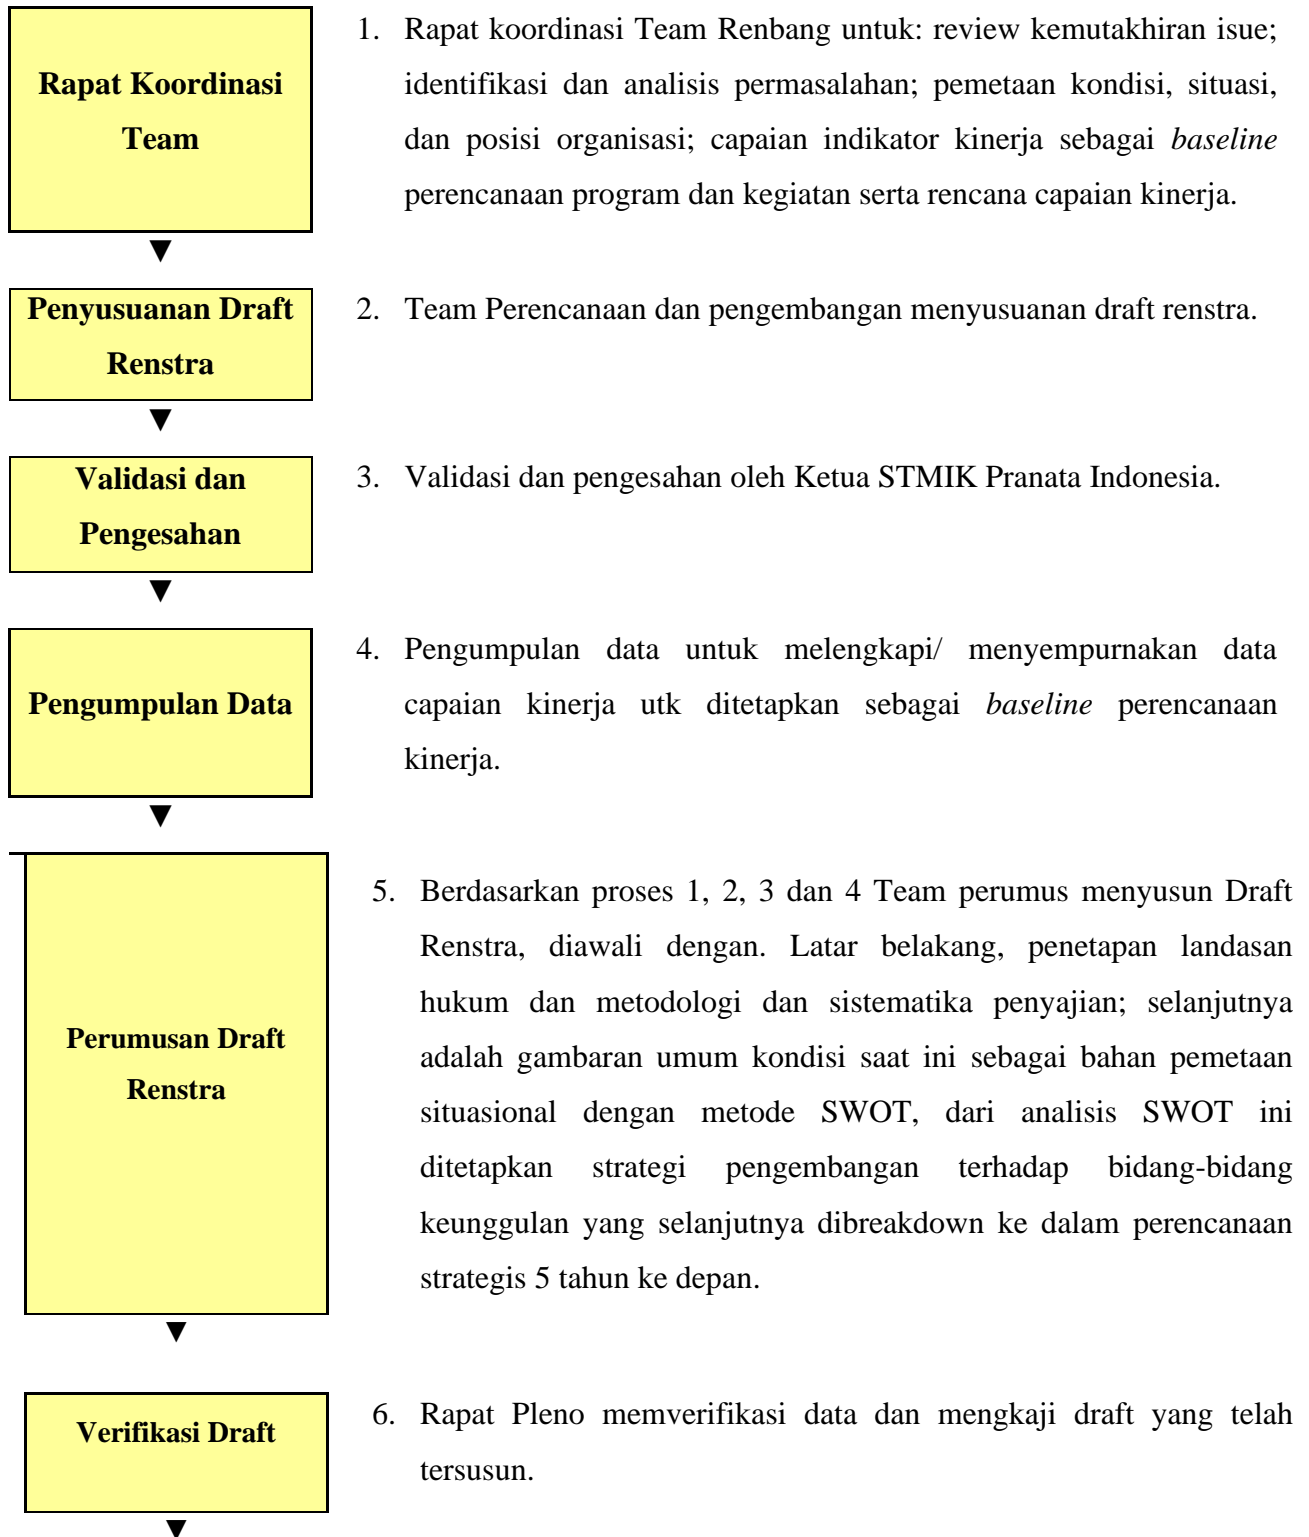 Rapat Koordinasi
Team
1. Rapat koordinasi Team Renbang untuk: review kemutakhiran isue;
identifikasi dan analisis permasalahan; pemetaan kondisi, situasi,
dan posisi organisasi; capaian indikator kinerja sebagai baseline
perencanaan program dan kegiatan serta rencana capaian kinerja.
▼
Penyusuanan Draft
Renstra
2. Team Perencanaan dan pengembangan menyusuanan draft renstra.
▼
Validasi dan
Pengesahan
3. Validasi dan pengesahan oleh Ketua STMIK Pranata Indonesia.
▼
Pengumpulan Data
4. Pengumpulan data untuk melengkapi/ menyempurnakan data
capaian kinerja utk ditetapkan sebagai baseline perencanaan
kinerja.
▼
Perumusan Draft
Renstra
5. Berdasarkan proses 1, 2, 3 dan 4 Team perumus menyusun Draft
Renstra, diawali dengan. Latar belakang, penetapan landasan
hukum dan metodologi dan sistematika penyajian; selanjutnya
adalah gambaran umum kondisi saat ini sebagai bahan pemetaan
situasional dengan metode SWOT, dari analisis SWOT ini
ditetapkan strategi pengembangan terhadap bidang-bidang
keunggulan yang selanjutnya dibreakdown ke dalam perencanaan
strategis 5 tahun ke depan.
▼
Verifikasi Draft
6. Rapat Pleno memverifikasi data dan mengkaji draft yang telah
tersusun.
▼